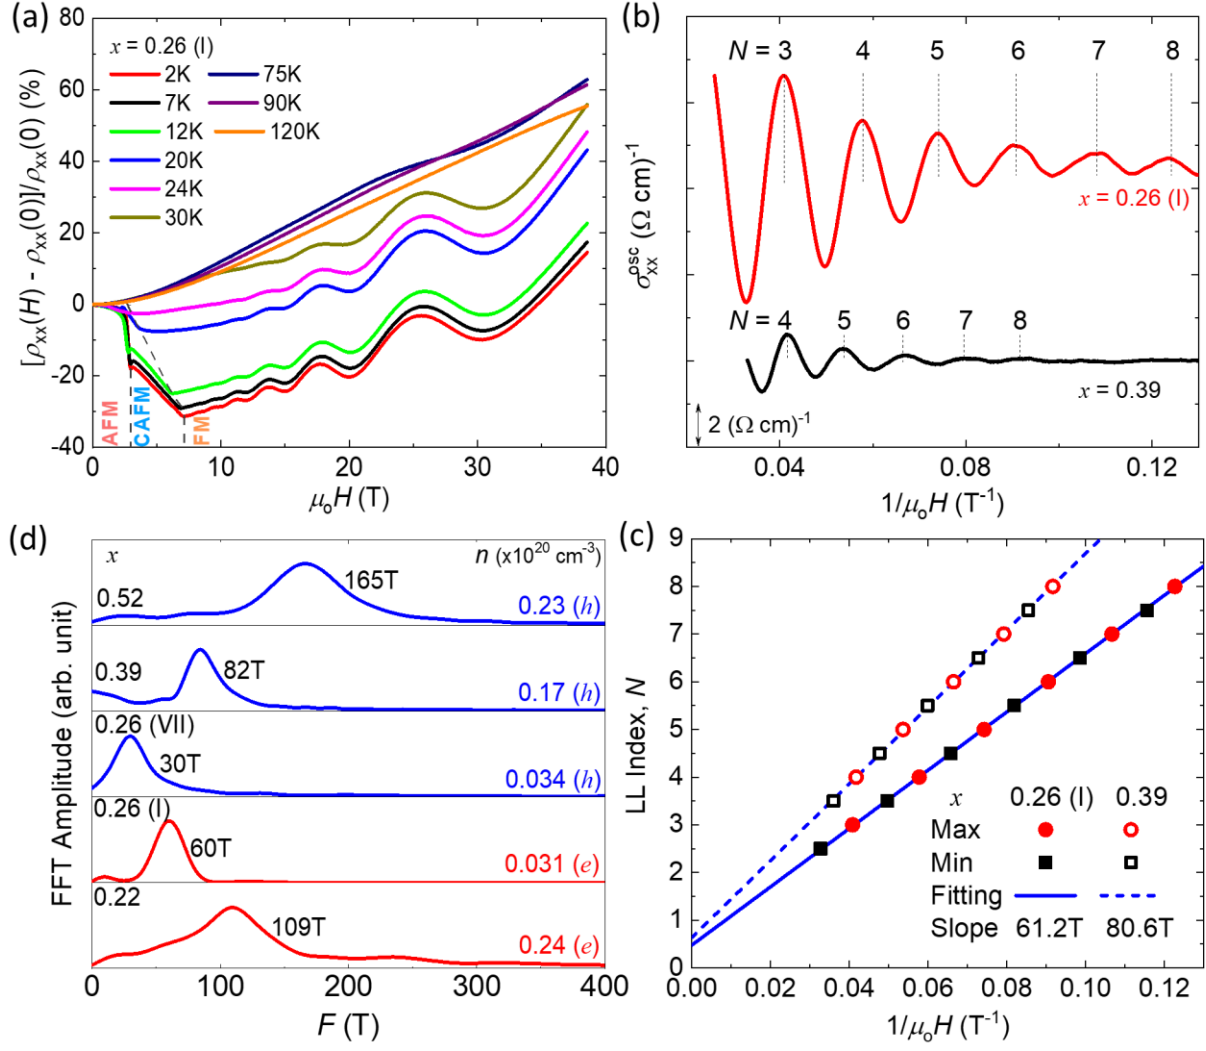 (a)
80
60
40
20
0
-20
-40
[ρxx(H) - ρxx(0)]/ρxx(0) (%)
x = 0.26 (I)
2K 75K
7K 90K
12K 120K
20K
24K
30K
AFM
CAFM
FM
0 10 20 30 40
μoH (T)
(b)
N = 3 4 5 6 7 8
x = 0.26 (I)
N = 4 5 6 7 8
x = 0.39
2 (Ω cm)-1
σxx osc (Ω cm)-1
0.04 0.08 0.12
1/μoH (T-1)
(d)
x n (x1020 cm-3)
0.52 165T 0.23 (h)
0.39 82T 0.17 (h)
0.26 (VII) 30T 0.034 (h)
0.26 (I) 60T 0.031 (e)
0.22 109T 0.24 (e)
FFT Amplitude (arb. unit)
0 100 200 300 400
F (T)
(c)
9
8
7
6
5
4
3
2
1
0
LL Index, N
x 0.26 (I) 0.39
Max
Min
Fitting
Slope 61.2T 80.6T
0.00 0.02 0.04 0.06 0.08 0.10 0.12
1/μoH (T-1)